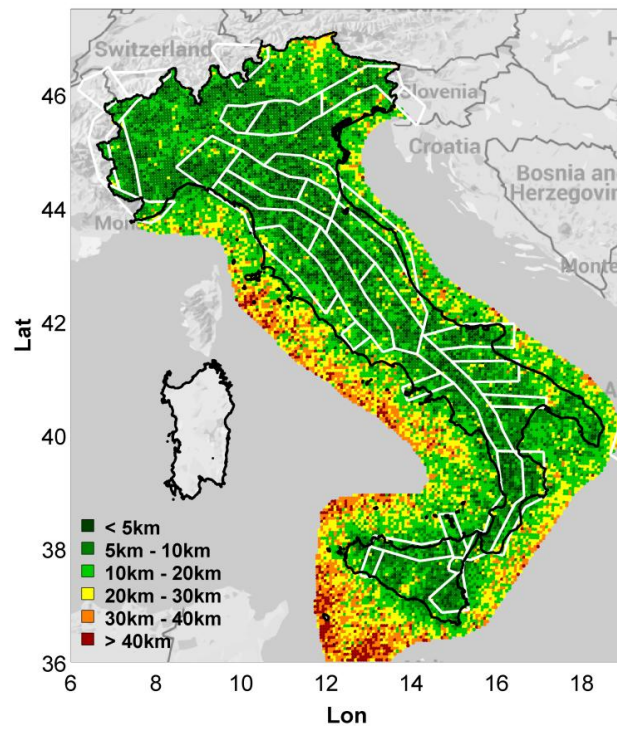 Switzerland
Slovenia
Croatia
Bosnia and
Herzegovin
Mon
Monte
46
44
42
40
38
36
Lat
< 5km
5km - 10km
10km - 20km
20km - 30km
30km - 40km
> 40km
6 8 10 12 14 16 18
Lon